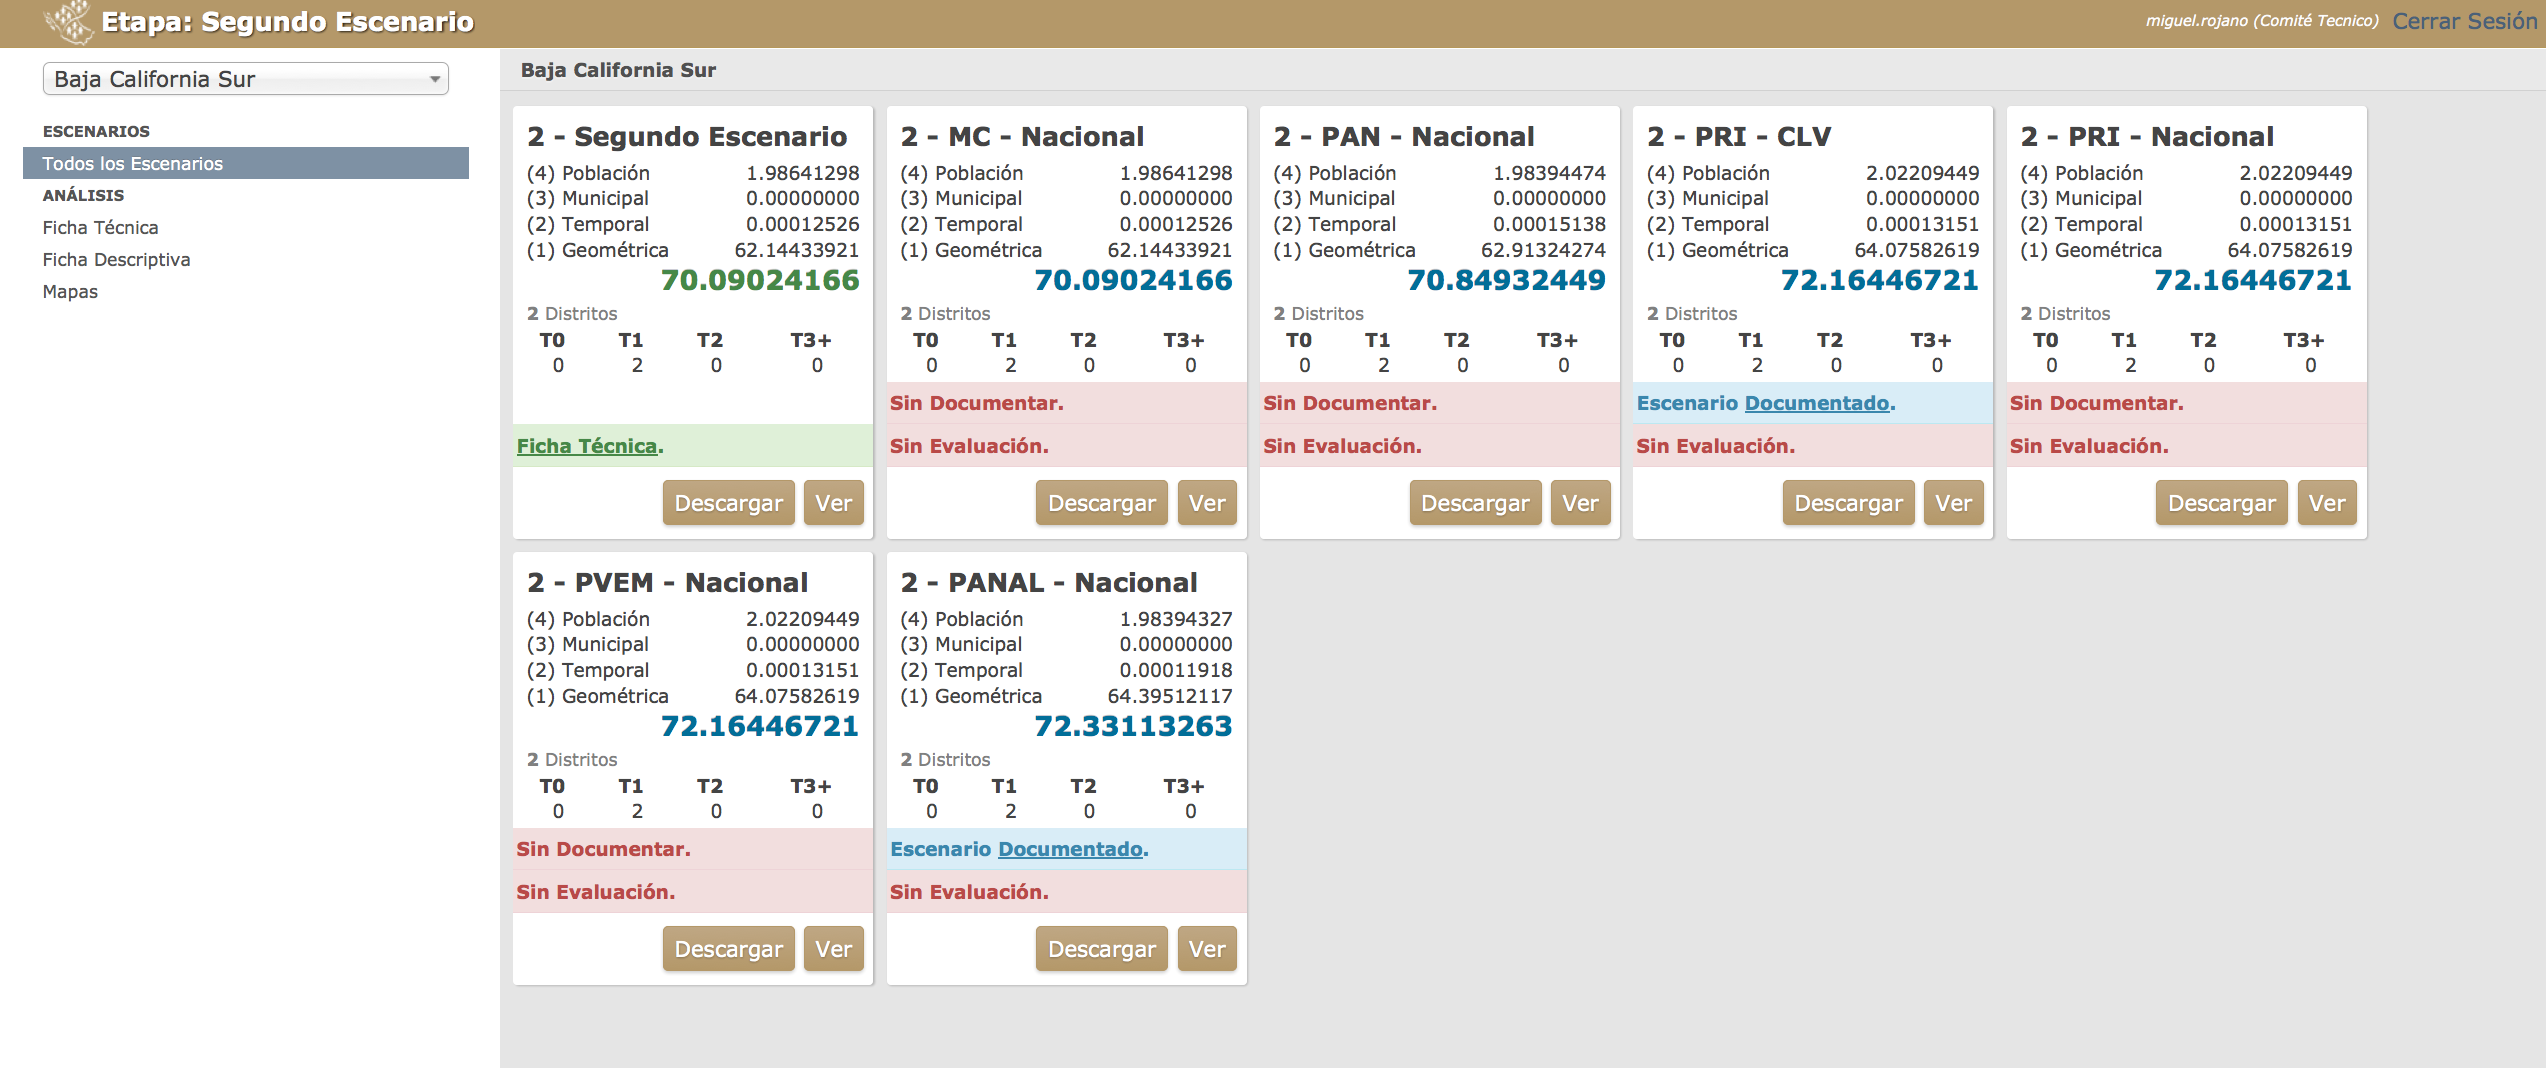 Etapa: Segundo Escenario
miguel.rojano (Comité Tecnico) Cerrar Sesión
Baja California Sur
ESCENARIOS
Todos los Escenarios
ANÁLISIS
Ficha Técnica
Ficha Descriptiva
Mapas
Baja California Sur
2 - Segundo Escenario
(4) Población 1.98641298
(3) Municipal 0.00000000
(2) Temporal 0.00012526
(1) Geométrica 62.14433921
70.09024166
2 Distritos
T0 T1 T2 T3+
0 2 0 0
Ficha Técnica.
Descargar Ver
2 - MC - Nacional
(4) Población 1.98641298
(3) Municipal 0.00000000
(2) Temporal 0.00012526
(1) Geométrica 62.14433921
70.09024166
2 Distritos
T0 T1 T2 T3+
0 2 0 0
Sin Documentar.
Sin Evaluación.
Descargar Ver
2 - PAN - Nacional
(4) Población 1.98394474
(3) Municipal 0.00000000
(2) Temporal 0.00015138
(1) Geométrica 62.91324274
70.84932449
2 Distritos
T0 T1 T2 T3+
0 2 0 0
Sin Documentar.
Sin Evaluación.
Descargar Ver
2 - PRI - CLV
(4) Población 2.02209449
(3) Municipal 0.00000000
(2) Temporal 0.00013151
(1) Geométrica 64.07582619
72.16446721
2 Distritos
T0 T1 T2 T3+
0 2 0 0
Escenario Documentado.
Sin Evaluación.
Descargar Ver
2 - PRI - Nacional
(4) Población 2.02209449
(3) Municipal 0.00000000
(2) Temporal 0.00013151
(1) Geométrica 64.07582619
72.16446721
2 Distritos
T0 T1 T2 T3+
0 2 0 0
Sin Documentar.
Sin Evaluación.
Descargar Ver
2 - PVEM - Nacional
(4) Población 2.02209449
(3) Municipal 0.00000000
(2) Temporal 0.00013151
(1) Geométrica 64.07582619
72.16446721
2 Distritos
T0 T1 T2 T3+
0 2 0 0
Sin Documentar.
Sin Evaluación.
Descargar Ver
2 - PANAL - Nacional
(4) Población 1.98394327
(3) Municipal 0.00000000
(2) Temporal 0.00011918
(1) Geométrica 64.39512117
72.33113263
2 Distritos
T0 T1 T2 T3+
0 2 0 0
Escenario Documentado.
Sin Evaluación.
Descargar Ver